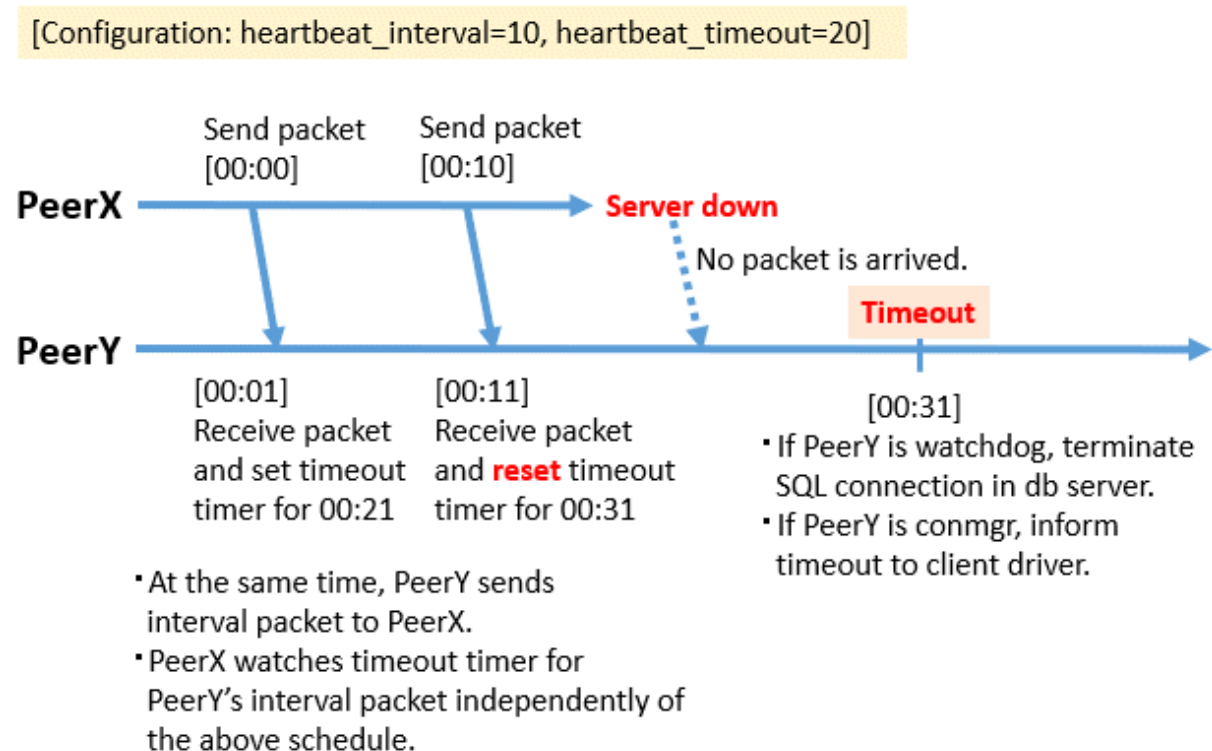 [Configuration: heartbeat_interval=10, heartbeat_timeout=20]
Send packet
[00:00]
Send packet
[00:10]
PeerX
Server down
No packet is arrived.
Timeout
PeerY
[00:01]
Receive packet
and set timeout
timer for 00:21
[00:11]
Receive packet
and reset timeout
timer for 00:31
[00:31]
・If PeerY is watchdog, terminate
SQL connection in db server.
・If PeerY is conmgr, inform
timeout to client driver.
・At the same time, PeerY sends
interval packet to PeerX.
・PeerX watches timeout timer for
PeerY’s interval packet independently of
the above schedule.